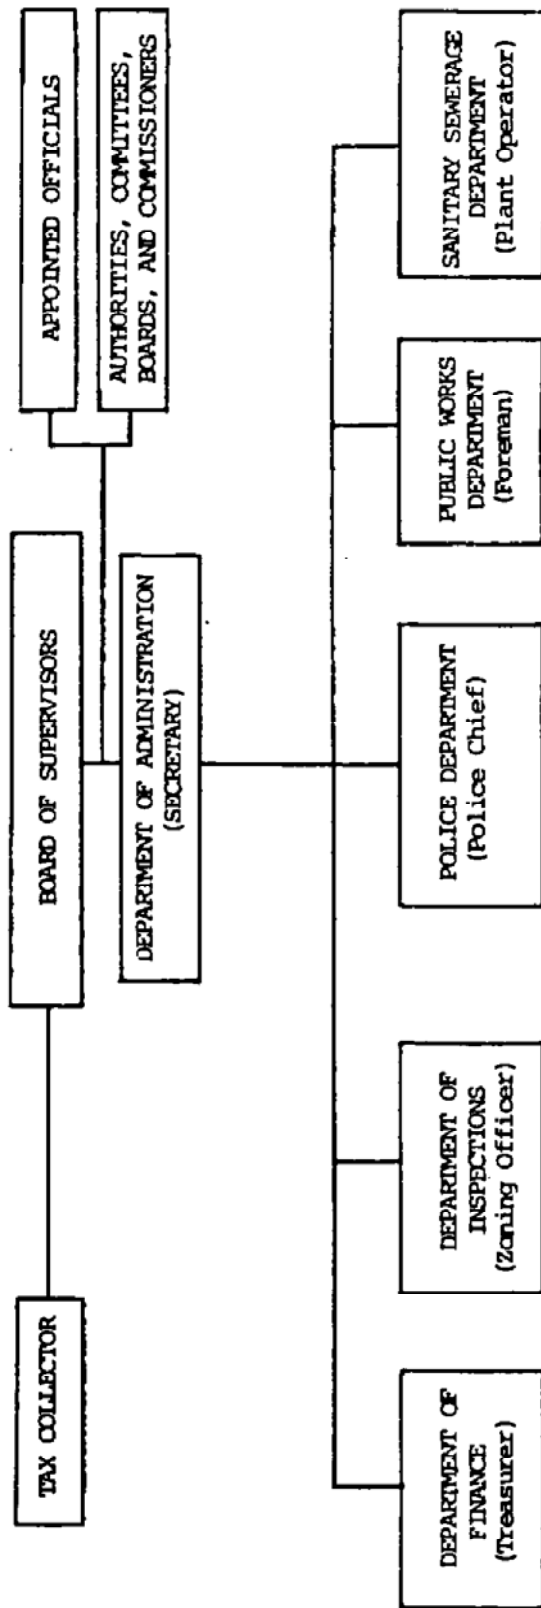 TAX COLLECTOR
BOARD OF SUPERVISORS
APPOINTED OFFICIALS
AUTHORITIES, COMMITTEES,
BOARDS, AND COMMISSIONERS
DEPARTMENT OF ADMINISTRATION
(SECRETARY)
DEPARTMENT OF
FINANCE
(Treasurer)
DEPARTMENT OF
INSPECTIONS
(Zoning Officer)
POLICE DEPARTMENT
(Police Chief)
PUBLIC WORKS
DEPARTMENT
(Foreman)
SANITARY SEWERAGE
DEPARTMENT
(Plant Operator)